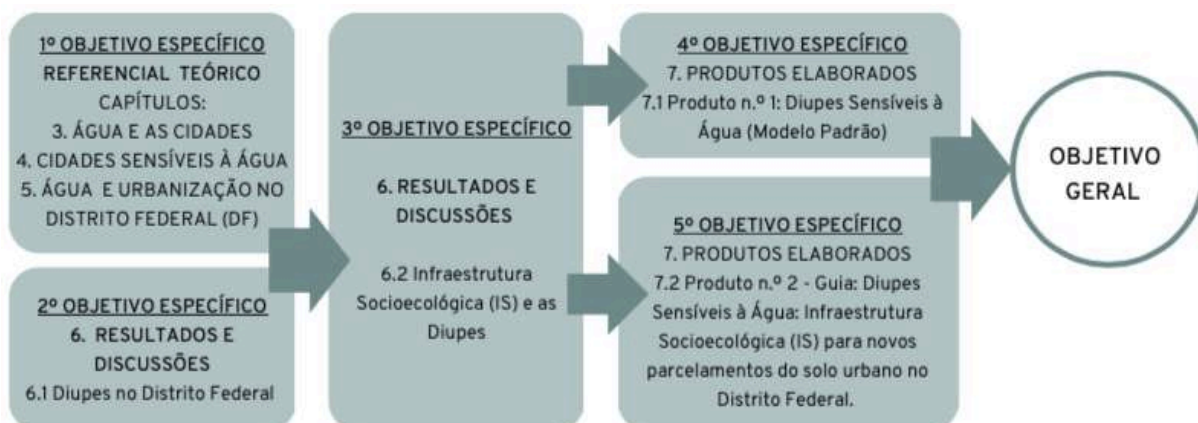 1º OBJETIVO ESPECÍFICO
REFERENCIAL TEÓRICO
CAPÍTULOS:
3. ÁGUA E AS CIDADES
4. CIDADES SENSÍVEIS À ÁGUA
5. ÁGUA E URBANIZAÇÃO NO
DISTRITO FEDERAL (DF)
2º OBJETIVO ESPECÍFICO
6. RESULTADOS E
DISCUSSÕES
6.1 Diupes no Distrito Federal
3º OBJETIVO ESPECÍFICO
6. RESULTADOS E
DISCUSSÕES
6.2 Infraestrutura
Socioecológica (IS) e as
Diupes
4º OBJETIVO ESPECÍFICO
7. PRODUTOS ELABORADOS
7.1 Produto n.º 1: Diupes Sensíveis à
Água (Modelo Padrão)
5º OBJETIVO ESPECÍFICO
7. PRODUTOS ELABORADOS
7.2 Produto n.º 2 - Guia: Diupes
Sensíveis à Água: Infraestrutura
Socioecológica (IS) para novos
parcelamentos do solo urbano no
Distrito Federal.
OBJETIVO
GERAL